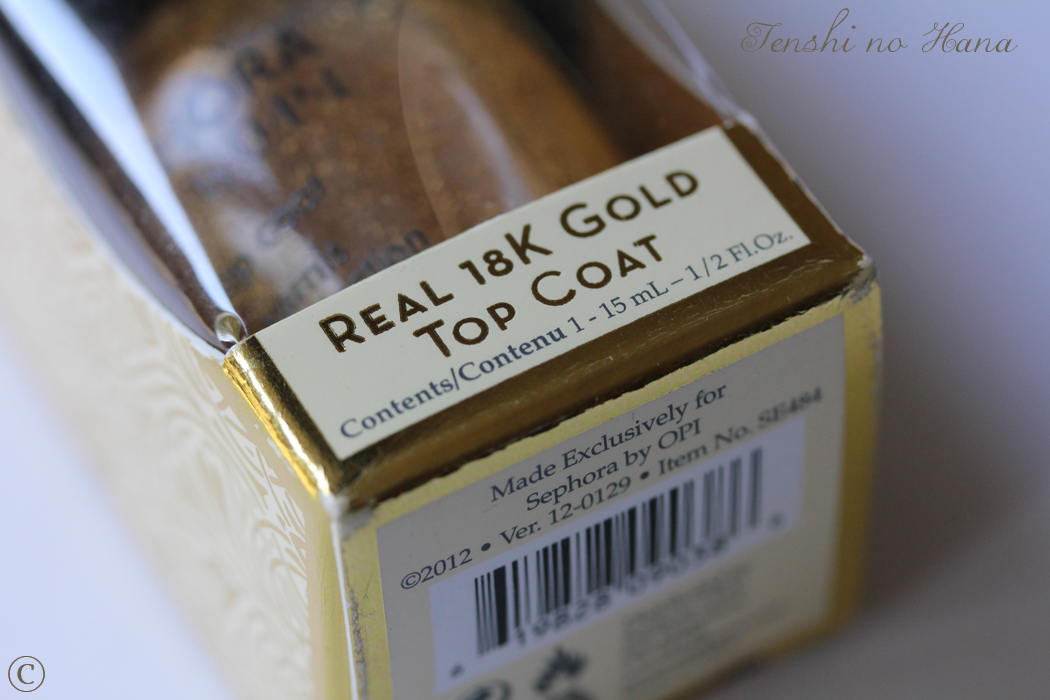 Tenshi no Hana
REAL 18K GOLD
TOP COAT
Contents/Contenu 1 - 15 mL – 1/2 Fl.Oz.
Made Exclusively for
Sephora by OPI
©2012 • Ver. 12-0129 • Item No. SE484
©